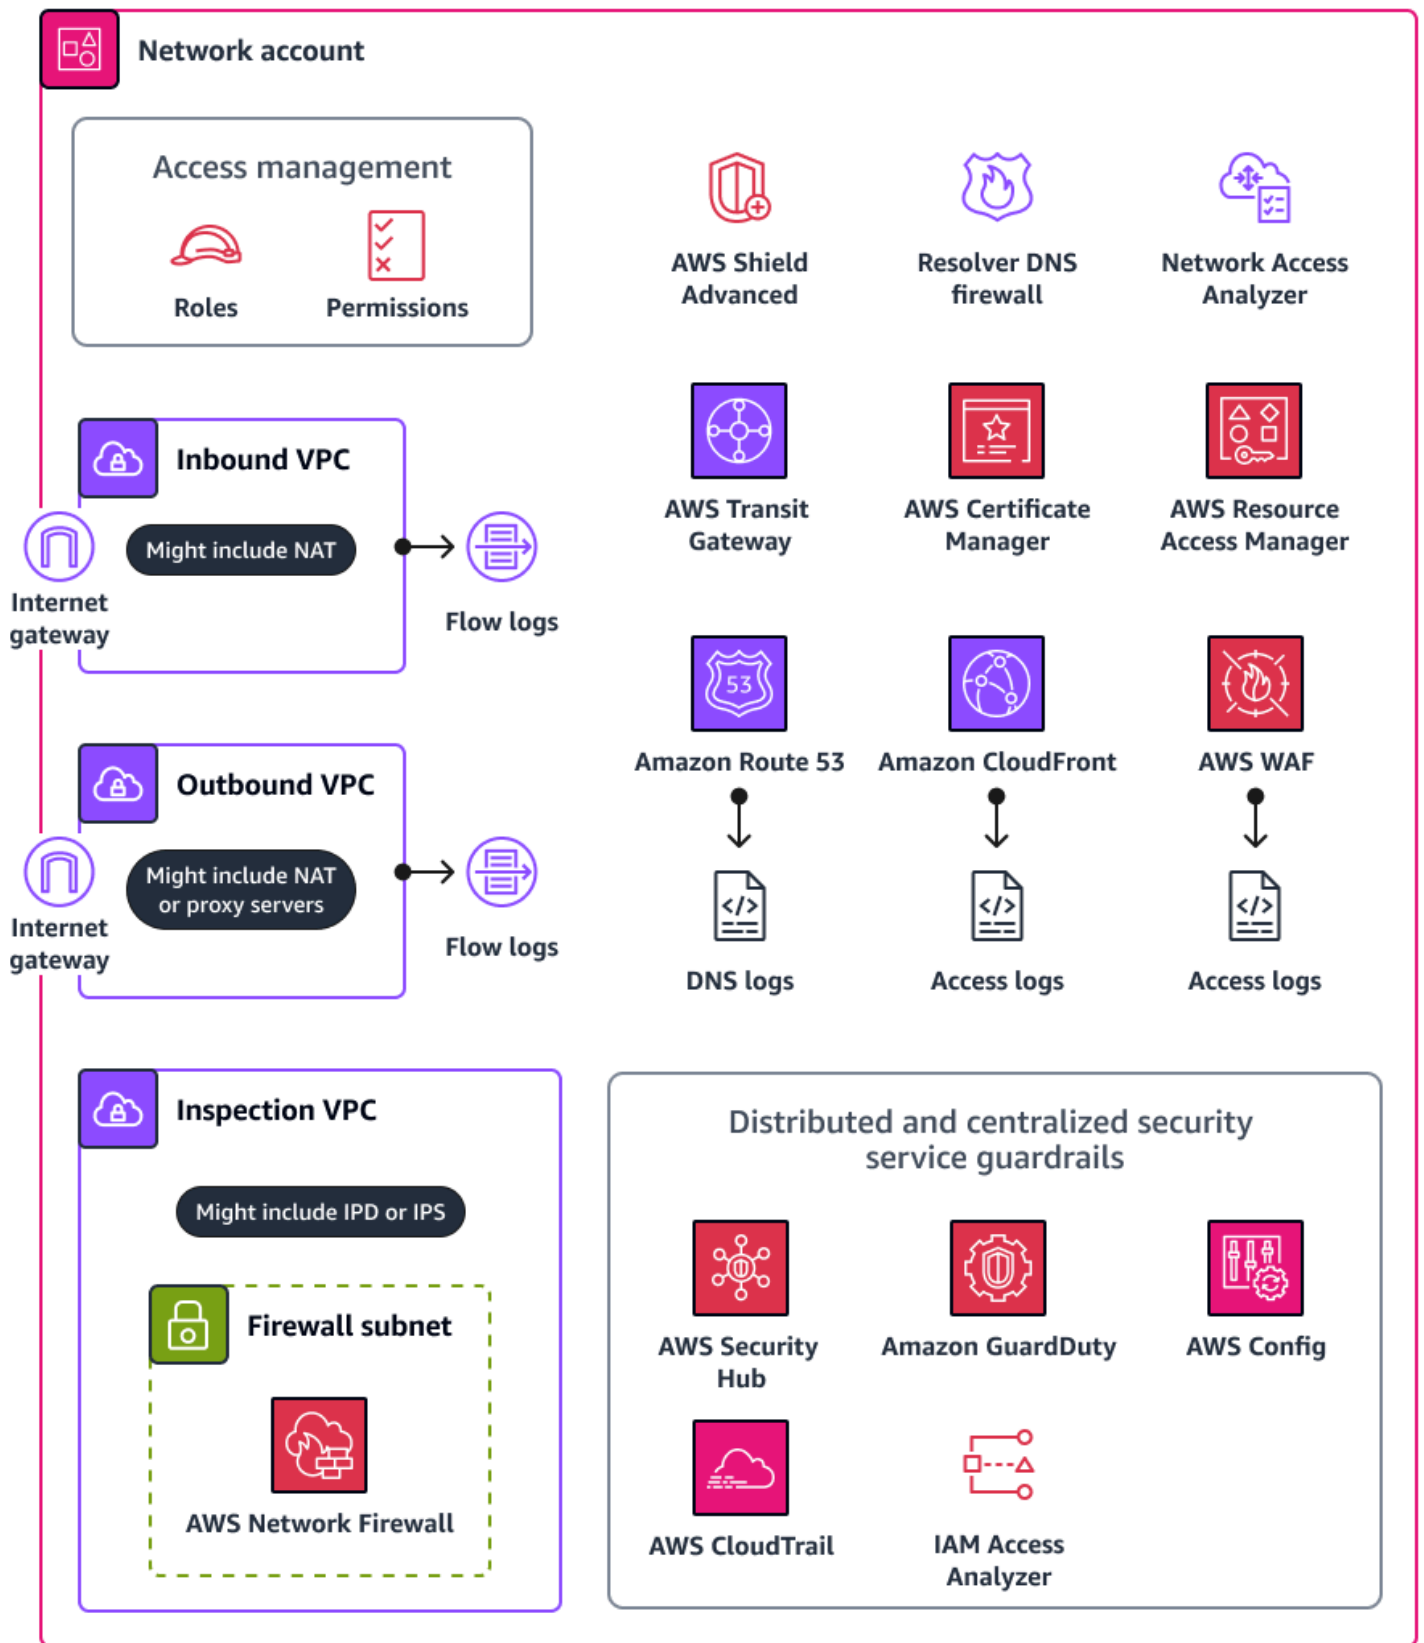 Network account
Access management
Roles
Permissions
AWS Shield
Advanced
Resolver DNS
firewall
Network Access
Analyzer
Inbound VPC
Might include NAT
Internet
gateway
Flow logs
AWS Transit
Gateway
AWS Certificate
Manager
AWS Resource
Access Manager
Outbound VPC
Might include NAT
or proxy servers
Internet
gateway
Flow logs
53
Amazon Route 53
Amazon CloudFront
AWS WAF
</>
DNS logs
</>
Access logs
</>
Access logs
Inspection VPC
Might include IPD or IPS
Firewall subnet
AWS Network Firewall
Distributed and centralized security
service guardrails
AWS Security
Hub
Amazon GuardDuty
AWS Config
AWS CloudTrail
IAM Access
Analyzer